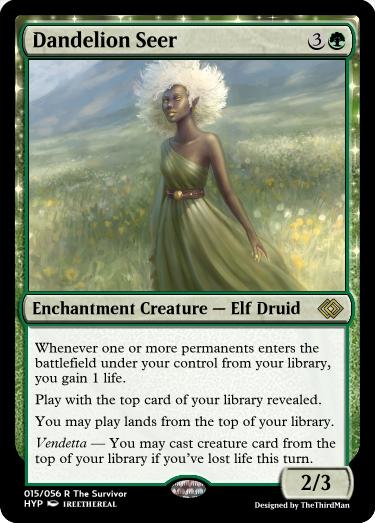 Dandelion Seer 3
Enchantment Creature — Elf Druid
Whenever one or more permanents enters the
battlefield under your control from your library,
you gain 1 life.
Play with the top card of your library revealed.
You may play lands from the top of your library.
Vendetta — You may cast creature card from the
top of your library if you've lost life this turn.
2/3
015/056 R The Survivor
HYP IREETHEREAL
Designed by TheThirdMan